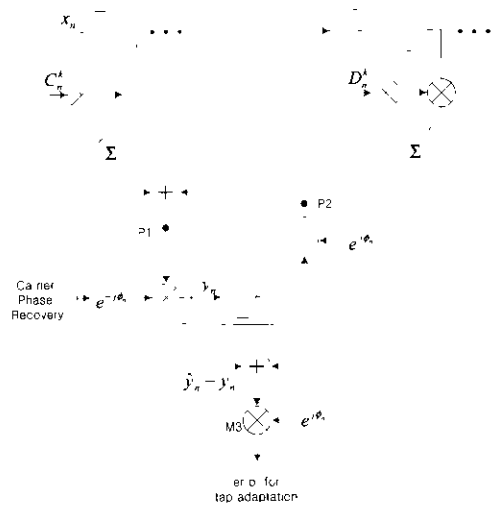 x_n
C_n^k
D_n^k
Σ
Σ
P1
P2
e^{jφ_n}
Carrier
Phase
Recovery
e^{-jφ_n}
y_n
ŷ_n − y_n
M3
e^{jφ_n}
for
tap adaptation